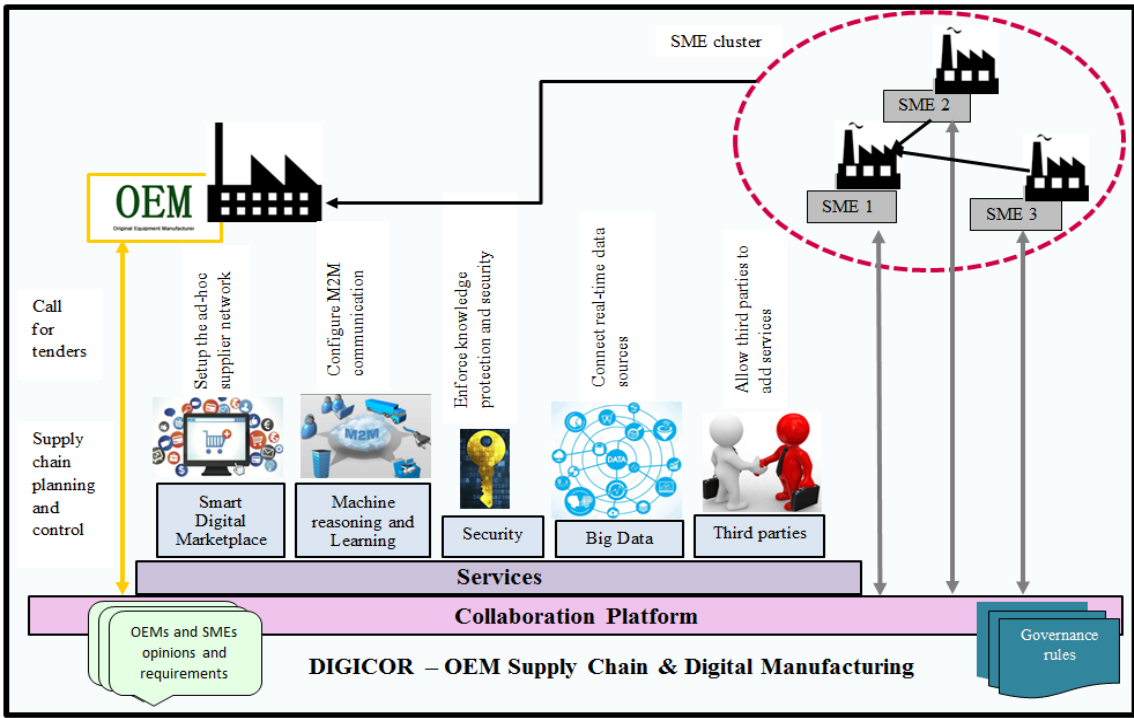 SME cluster
SME 2
SME 1
SME 3
OEM
Original Equipment Manufacturer
Call
for
tenders
Supply
chain
planning
and
control
Setup the ad-hoc
supplier network
Configure M2M
communication
Enforce knowledge
protection and security
Connect real-time data
sources
Allow third parties to
add services
M2M
DATA
Smart
Digital
Marketplace
Machine
reasoning and
Learning
Security
Big Data
Third parties
Services
Collaboration Platform
OEMs and SMEs
opinions and
requirements
DIGICOR – OEM Supply Chain & Digital Manufacturing
Governance
rules